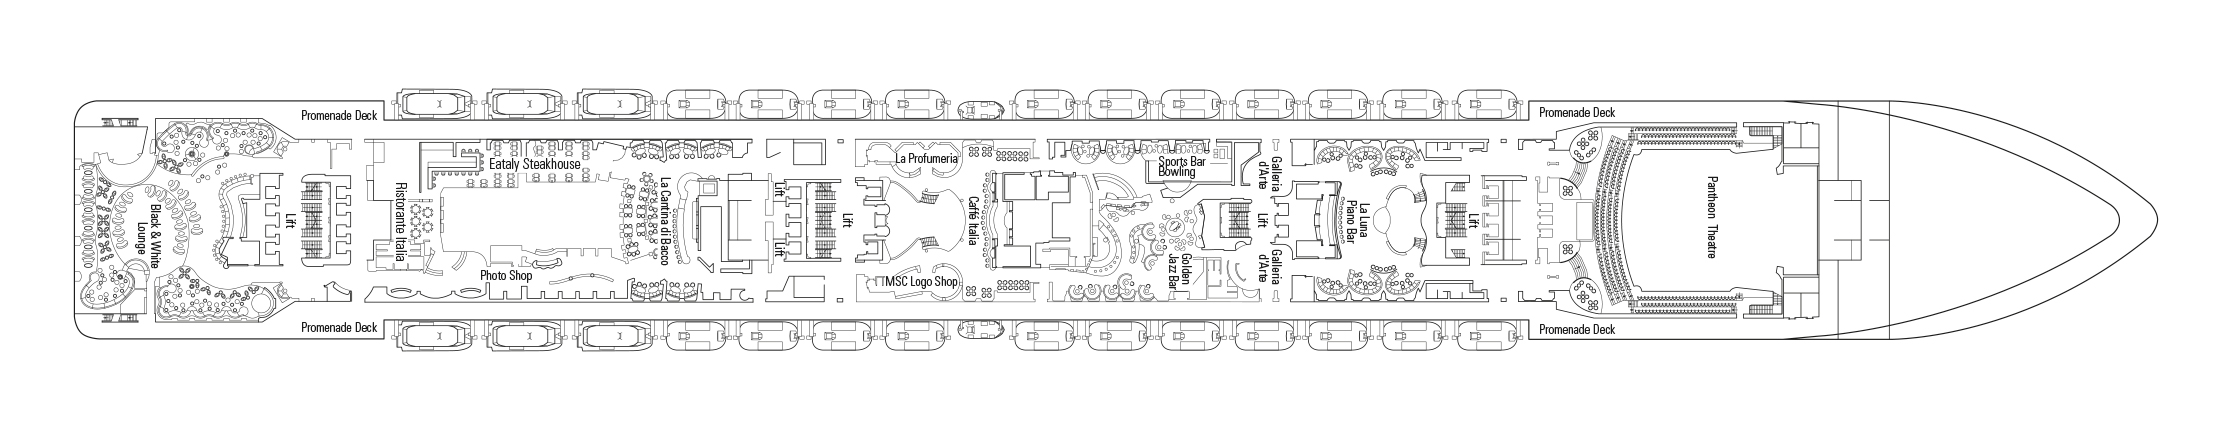 Promenade Deck
Promenade Deck
Black & White
Lounge
Lift
Ristorante Italia
Eataly Steakhouse
Photo Shop
La Cantina di Bacco
Lift
Lift
Lift
La Profumeria
Caffé Italia
MSC Logo Shop
Sports Bar
Bowling
Golden
Jazz Bar
Galleria
d'Arte
Lift
Galleria
d'Arte
La Luna
Piano Bar
Lift
Promenade Deck
Pantheon Theatre
Promenade Deck